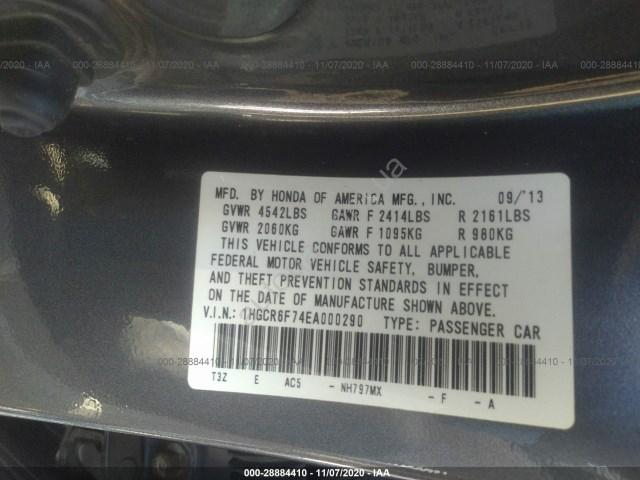 000-28884410 - 11/07/2020 - IAA
MFD. BY HONDA OF AMERICA MFG., INC. 09/'13
GVWR 4542LBS GAWR F 2414LBS R 2161LBS
GVWR 2060KG GAWR F 1095KG R 980KG
THIS VEHICLE CONFORMS TO ALL APPLICABLE
FEDERAL MOTOR VEHICLE SAFETY, BUMPER,
AND THEFT PREVENTION STANDARDS IN EFFECT
ON THE DATE OF MANUFACTURE SHOWN ABOVE.
V.I.N.: 1HGCR6F74EA000290 TYPE: PASSENGER CAR
T3Z E AC5 - NH797MX - F - A
000-28884410 - 11/07/2020 - IAA